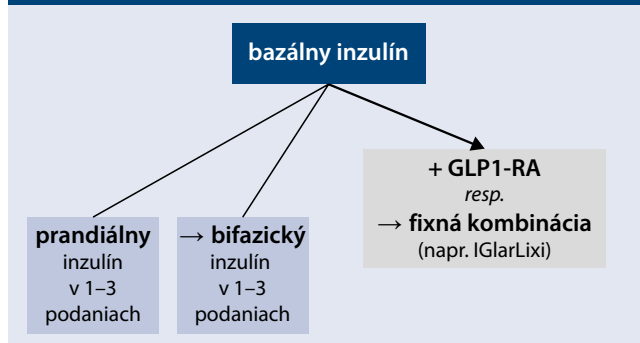 bazálny inzulín
+ GLP1-RA
resp.
→ fixná kombinácia
(napr. IGlarLixi)
prandiálny
inzulín
v 1–3
podaniach
→ bifazický
inzulín
v 1–3
podaniach